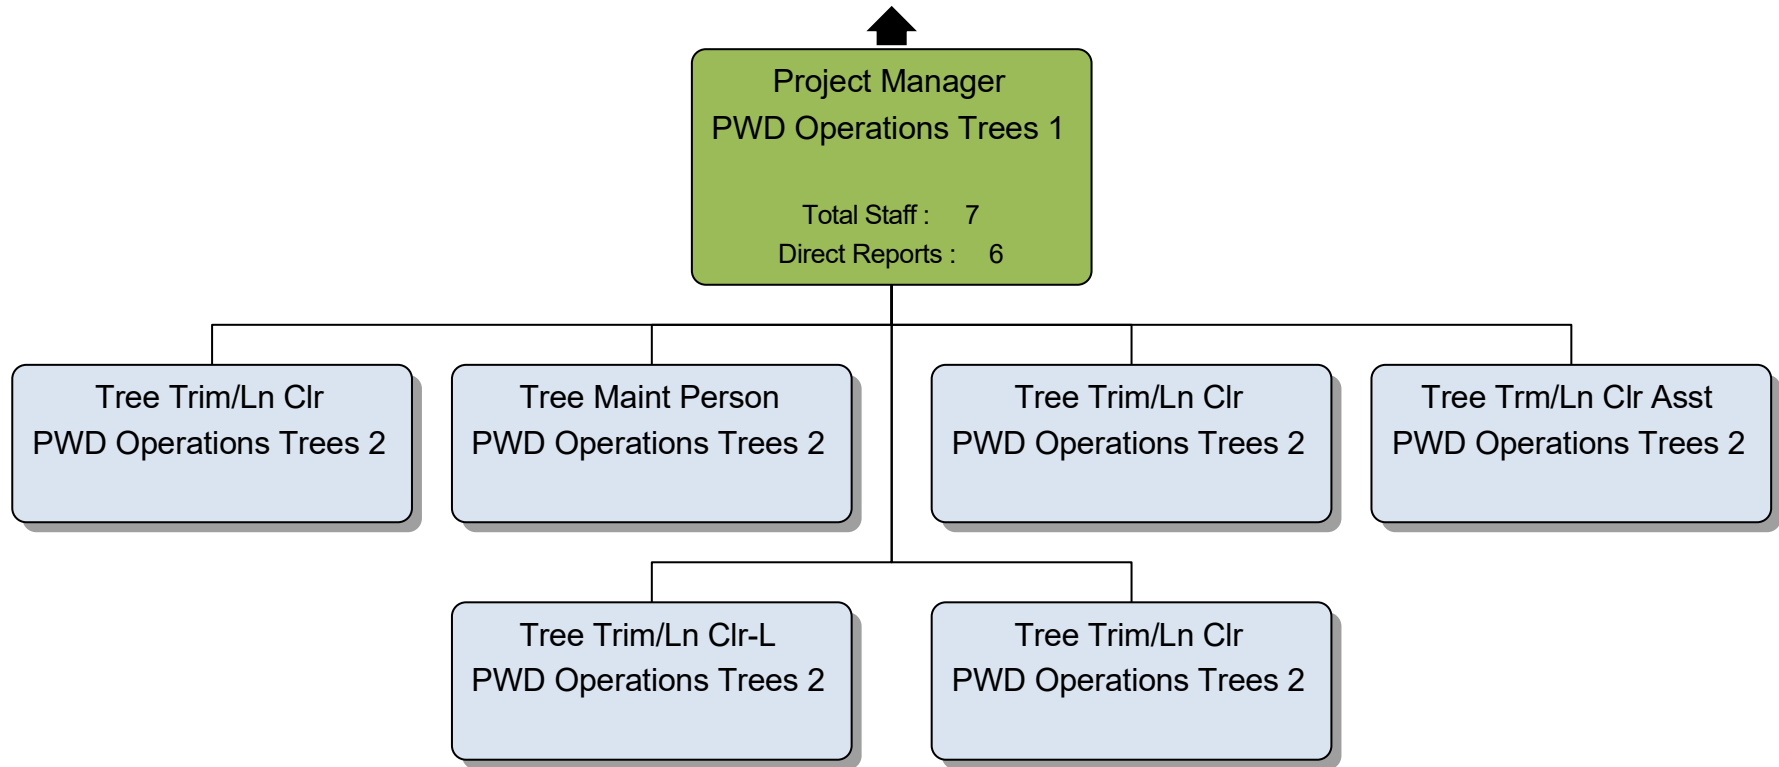 Project Manager
PWD Operations Trees 1
Total Staff : 7
Direct Reports : 6
Tree Trim/Ln Clr
PWD Operations Trees 2
Tree Maint Person
PWD Operations Trees 2
Tree Trim/Ln Clr
PWD Operations Trees 2
Tree Trm/Ln Clr Asst
PWD Operations Trees 2
Tree Trim/Ln Clr-L
PWD Operations Trees 2
Tree Trim/Ln Clr
PWD Operations Trees 2